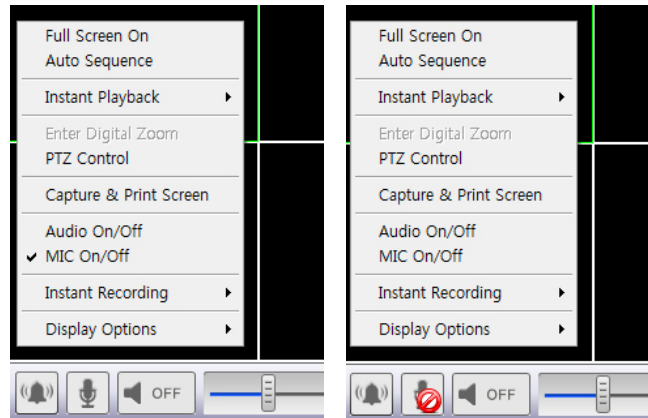 Full Screen On
Auto Sequence
Instant Playback
Enter Digital Zoom
PTZ Control
Capture & Print Screen
Audio On/Off
MIC On/Off
Instant Recording
Display Options
OFF
Full Screen On
Auto Sequence
Instant Playback
Enter Digital Zoom
PTZ Control
Capture & Print Screen
Audio On/Off
MIC On/Off
Instant Recording
Display Options
OFF